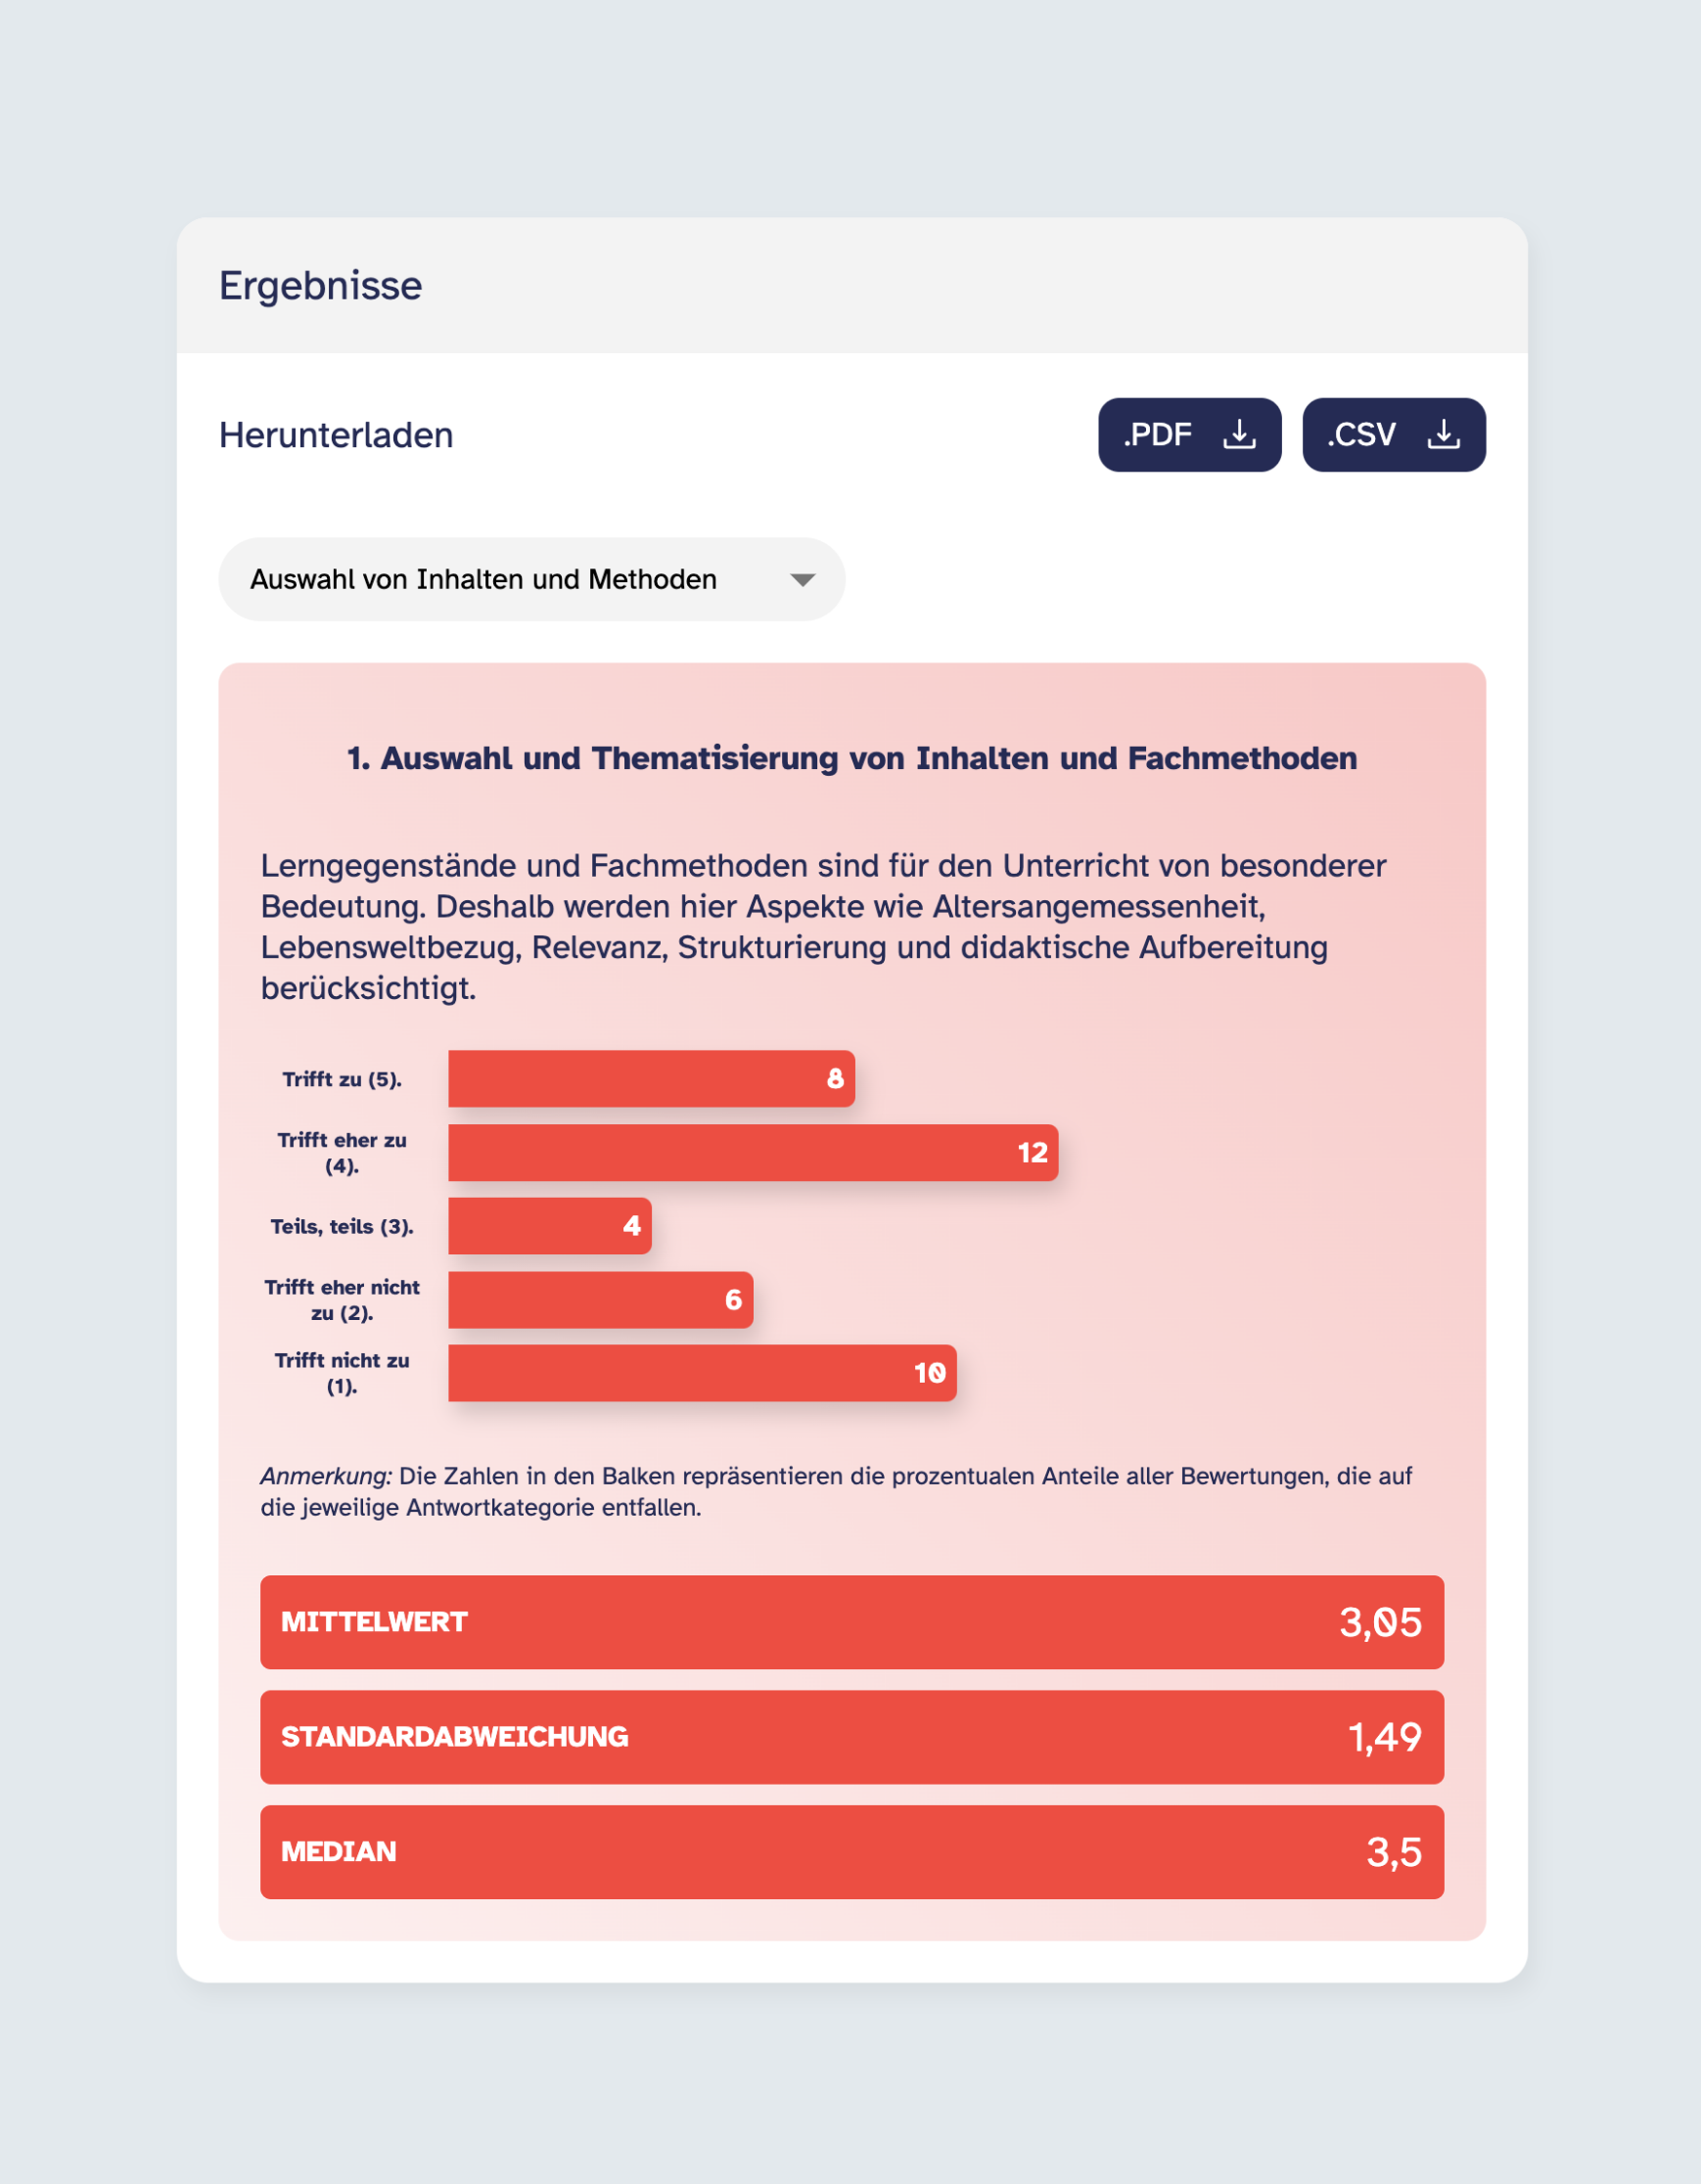 Ergebnisse
Herunterladen
.PDF
.CSV
Auswahl von Inhalten und Methoden
1. Auswahl und Thematisierung von Inhalten und Fachmethoden
Lerngegenstände und Fachmethoden sind für den Unterricht von besonderer
Bedeutung. Deshalb werden hier Aspekte wie Altersangemessenheit,
Lebensweltbezug, Relevanz, Strukturierung und didaktische Aufbereitung
berücksichtigt.
Trifft zu (5).
8
Trifft eher zu
(4).
12
Teils, teils (3).
4
Trifft eher nicht
zu (2).
6
Trifft nicht zu
(1).
10
Anmerkung: Die Zahlen in den Balken repräsentieren die prozentualen Anteile aller Bewertungen, die auf
die jeweilige Antwortkategorie entfallen.
MITTELWERT
3,05
STANDARDABWEICHUNG
1,49
MEDIAN
3,5